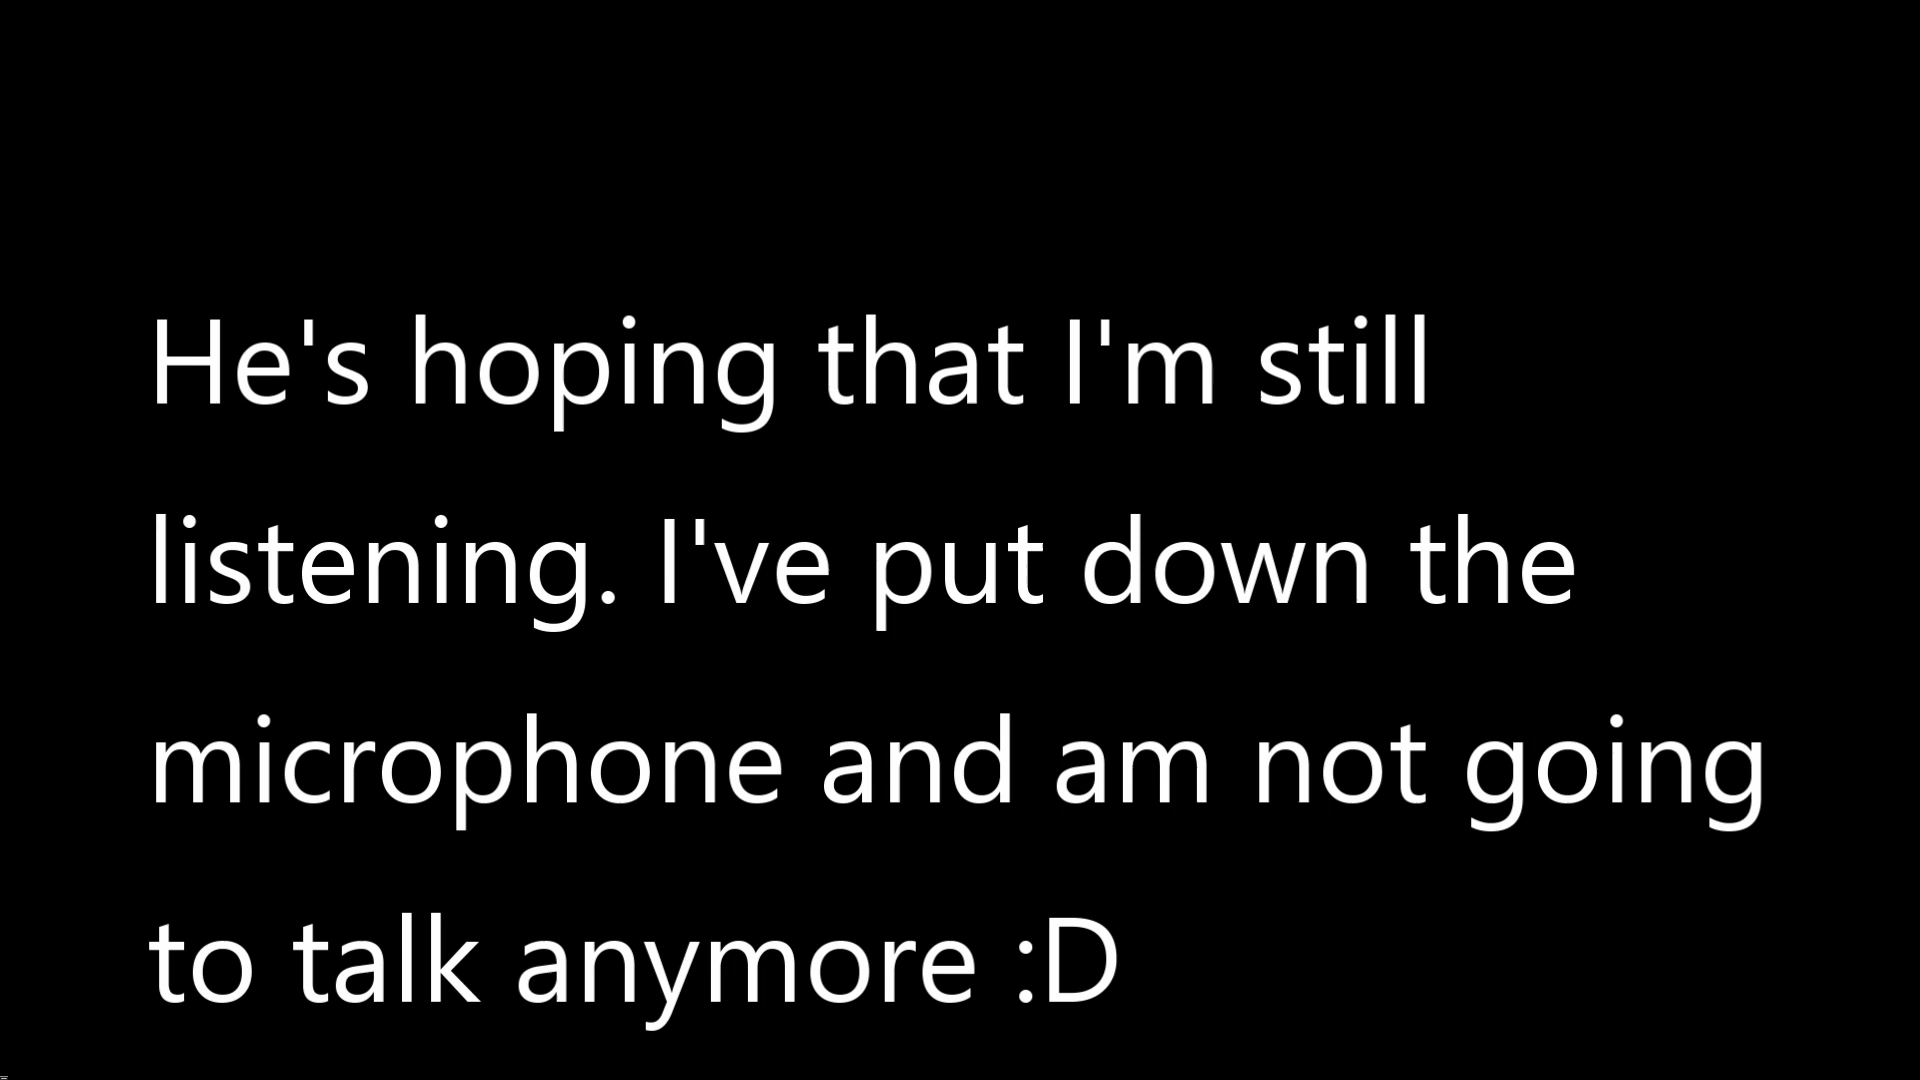 He's hoping that I'm still
listening. I've put down the
microphone and am not going
to talk anymore :D